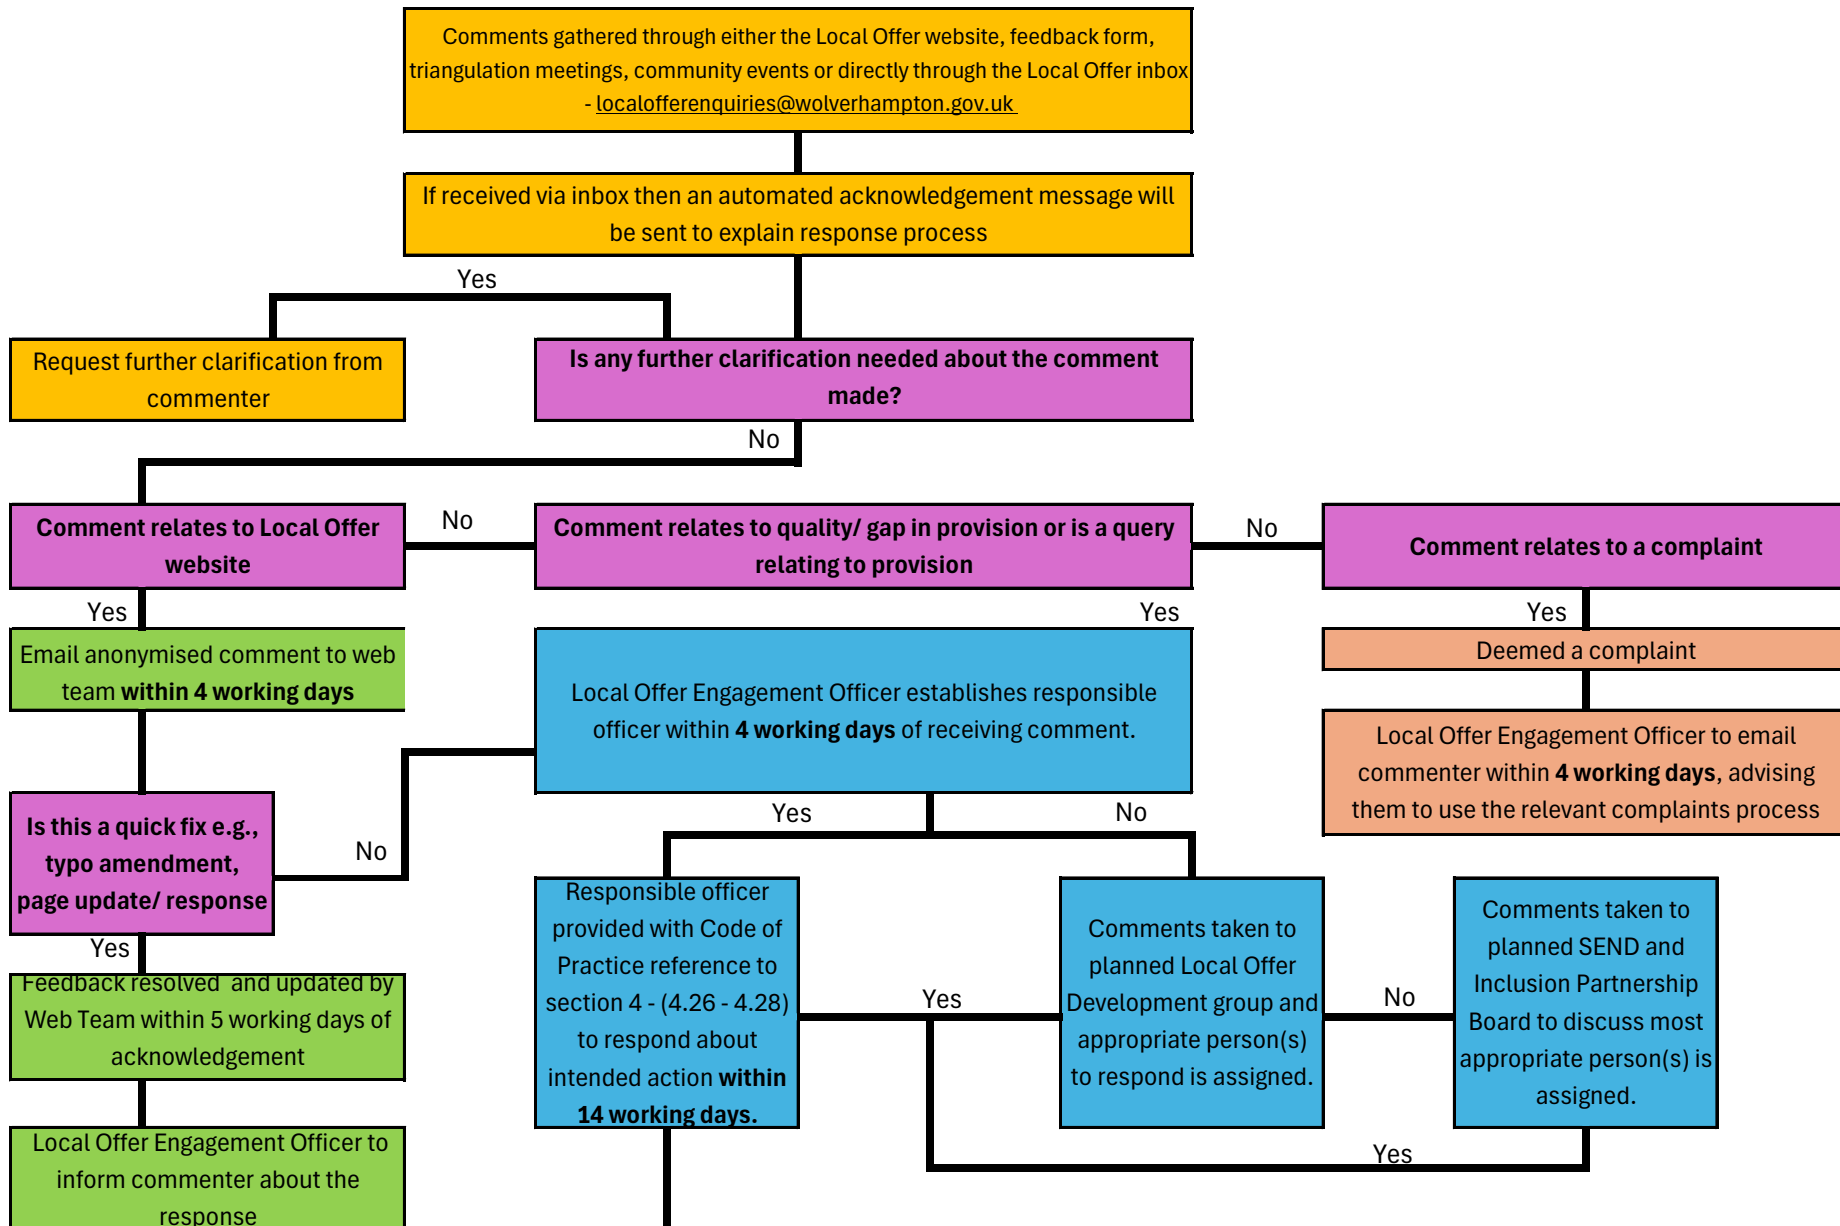 Comments gathered through either the Local Offer website, feedback form,
triangulation meetings, community events or directly through the Local Offer inbox
- localofferenquiries@wolverhampton.gov.uk
If received via inbox then an automated acknowledgement message will
be sent to explain response process
Yes
Request further clarification from
commenter
Is any further clarification needed about the comment
made?
No
Comment relates to Local Offer
website
No
Comment relates to quality/ gap in provision or is a query
relating to provision
No
Comment relates to a complaint
Yes
Yes
Yes
Email anonymised comment to web
team within 4 working days
Local Offer Engagement Officer establishes responsible
officer within 4 working days of receiving comment.
Deemed a complaint
Local Offer Engagement Officer to email
commenter within 4 working days, advising
them to use the relevant complaints process
Is this a quick fix e.g.,
typo amendment,
page update/ response
No
Yes
No
Yes
Feedback resolved and updated by
Web Team within 5 working days of
acknowledgement
Local Offer Engagement Officer to
inform commenter about the
response
Responsible officer
provided with Code of
Practice reference to
section 4 - (4.26 - 4.28)
to respond about
intended action within
14 working days.
Yes
Comments taken to
planned Local Offer
Development group and
appropriate person(s)
to respond is assigned.
No
Comments taken to
planned SEND and
Inclusion Partnership
Board to discuss most
appropriate person(s) is
assigned.
Yes